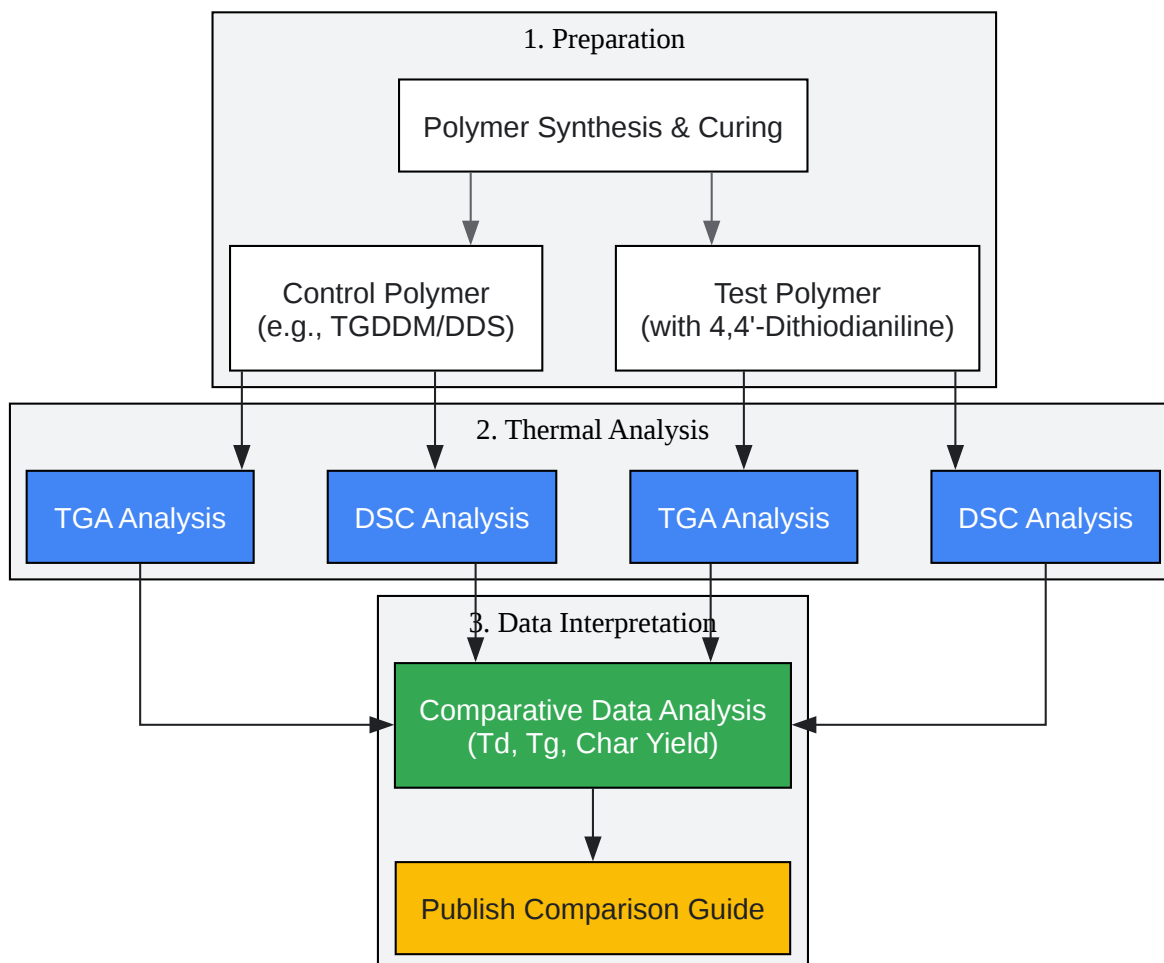 1. Preparation
Polymer Synthesis & Curing
Control Polymer
(e.g., TGDDM/DDS)
Test Polymer
(with 4,4'-Dithiodianiline)
2. Thermal Analysis
TGA Analysis
DSC Analysis
TGA Analysis
DSC Analysis
3. Data Interpretation
Comparative Data Analysis
(Td, Tg, Char Yield)
Publish Comparison Guide